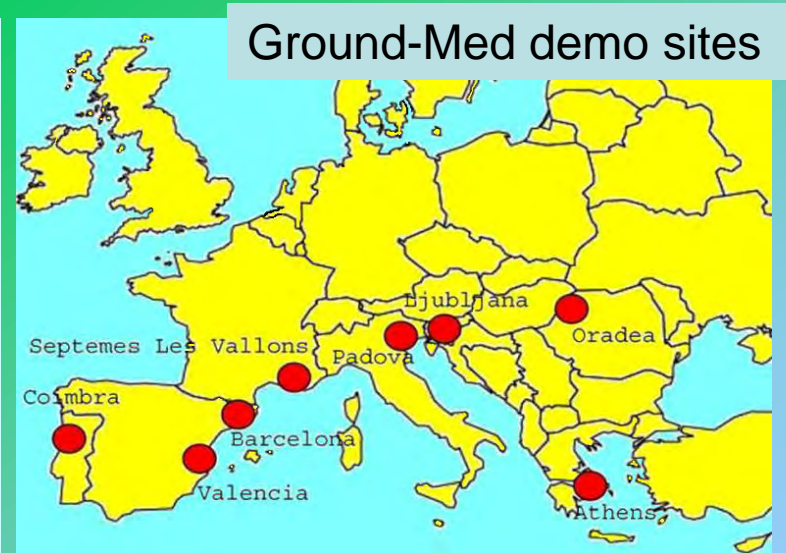 Ground-Med demo sites
Ljubljana
Oradea
Septemes Les Vallons
Padova
Coimbra
Barcelona
Valencia
Athens